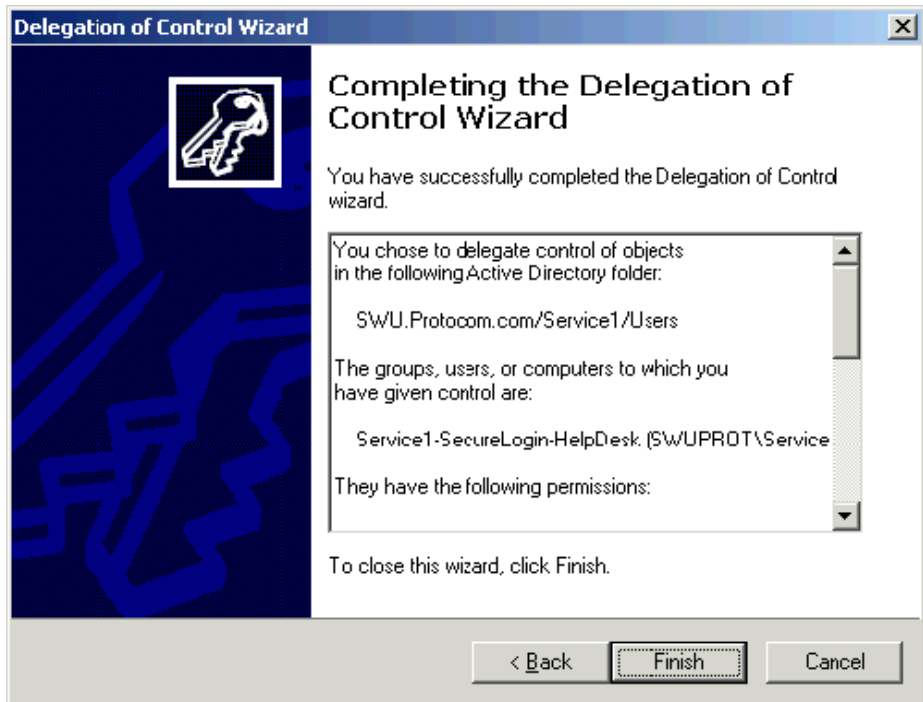 Delegation of Control Wizard
Completing the Delegation of
Control Wizard
You have successfully completed the Delegation of Control
wizard.
You chose to delegate control of objects
in the following Active Directory folder:
SWU.Protocom.com/Service1/Users
The groups, users, or computers to which you
have given control are:
Service1-SecureLogin-HelpDesk (SWUPROT\Service
They have the following permissions:
To close this wizard, click Finish.
< Back
Finish
Cancel